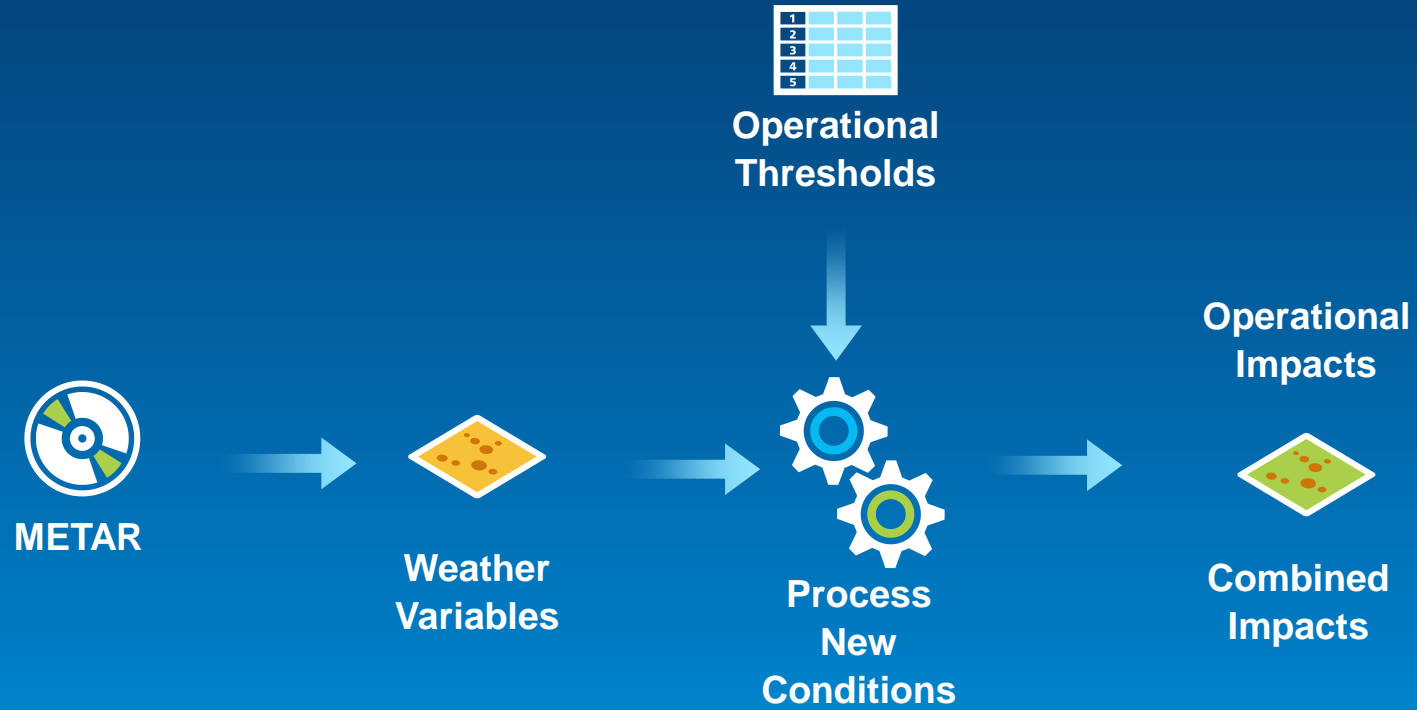 1
2
3
4
5
Operational
Thresholds
METAR
Weather
Variables
Process
New
Conditions
Operational
Impacts
Combined
Impacts